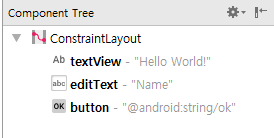 Component Tree
ConstraintLayout
Ab textView - "Hello World!"
abc editText - "Name"
OK button - "@android:string/ok"